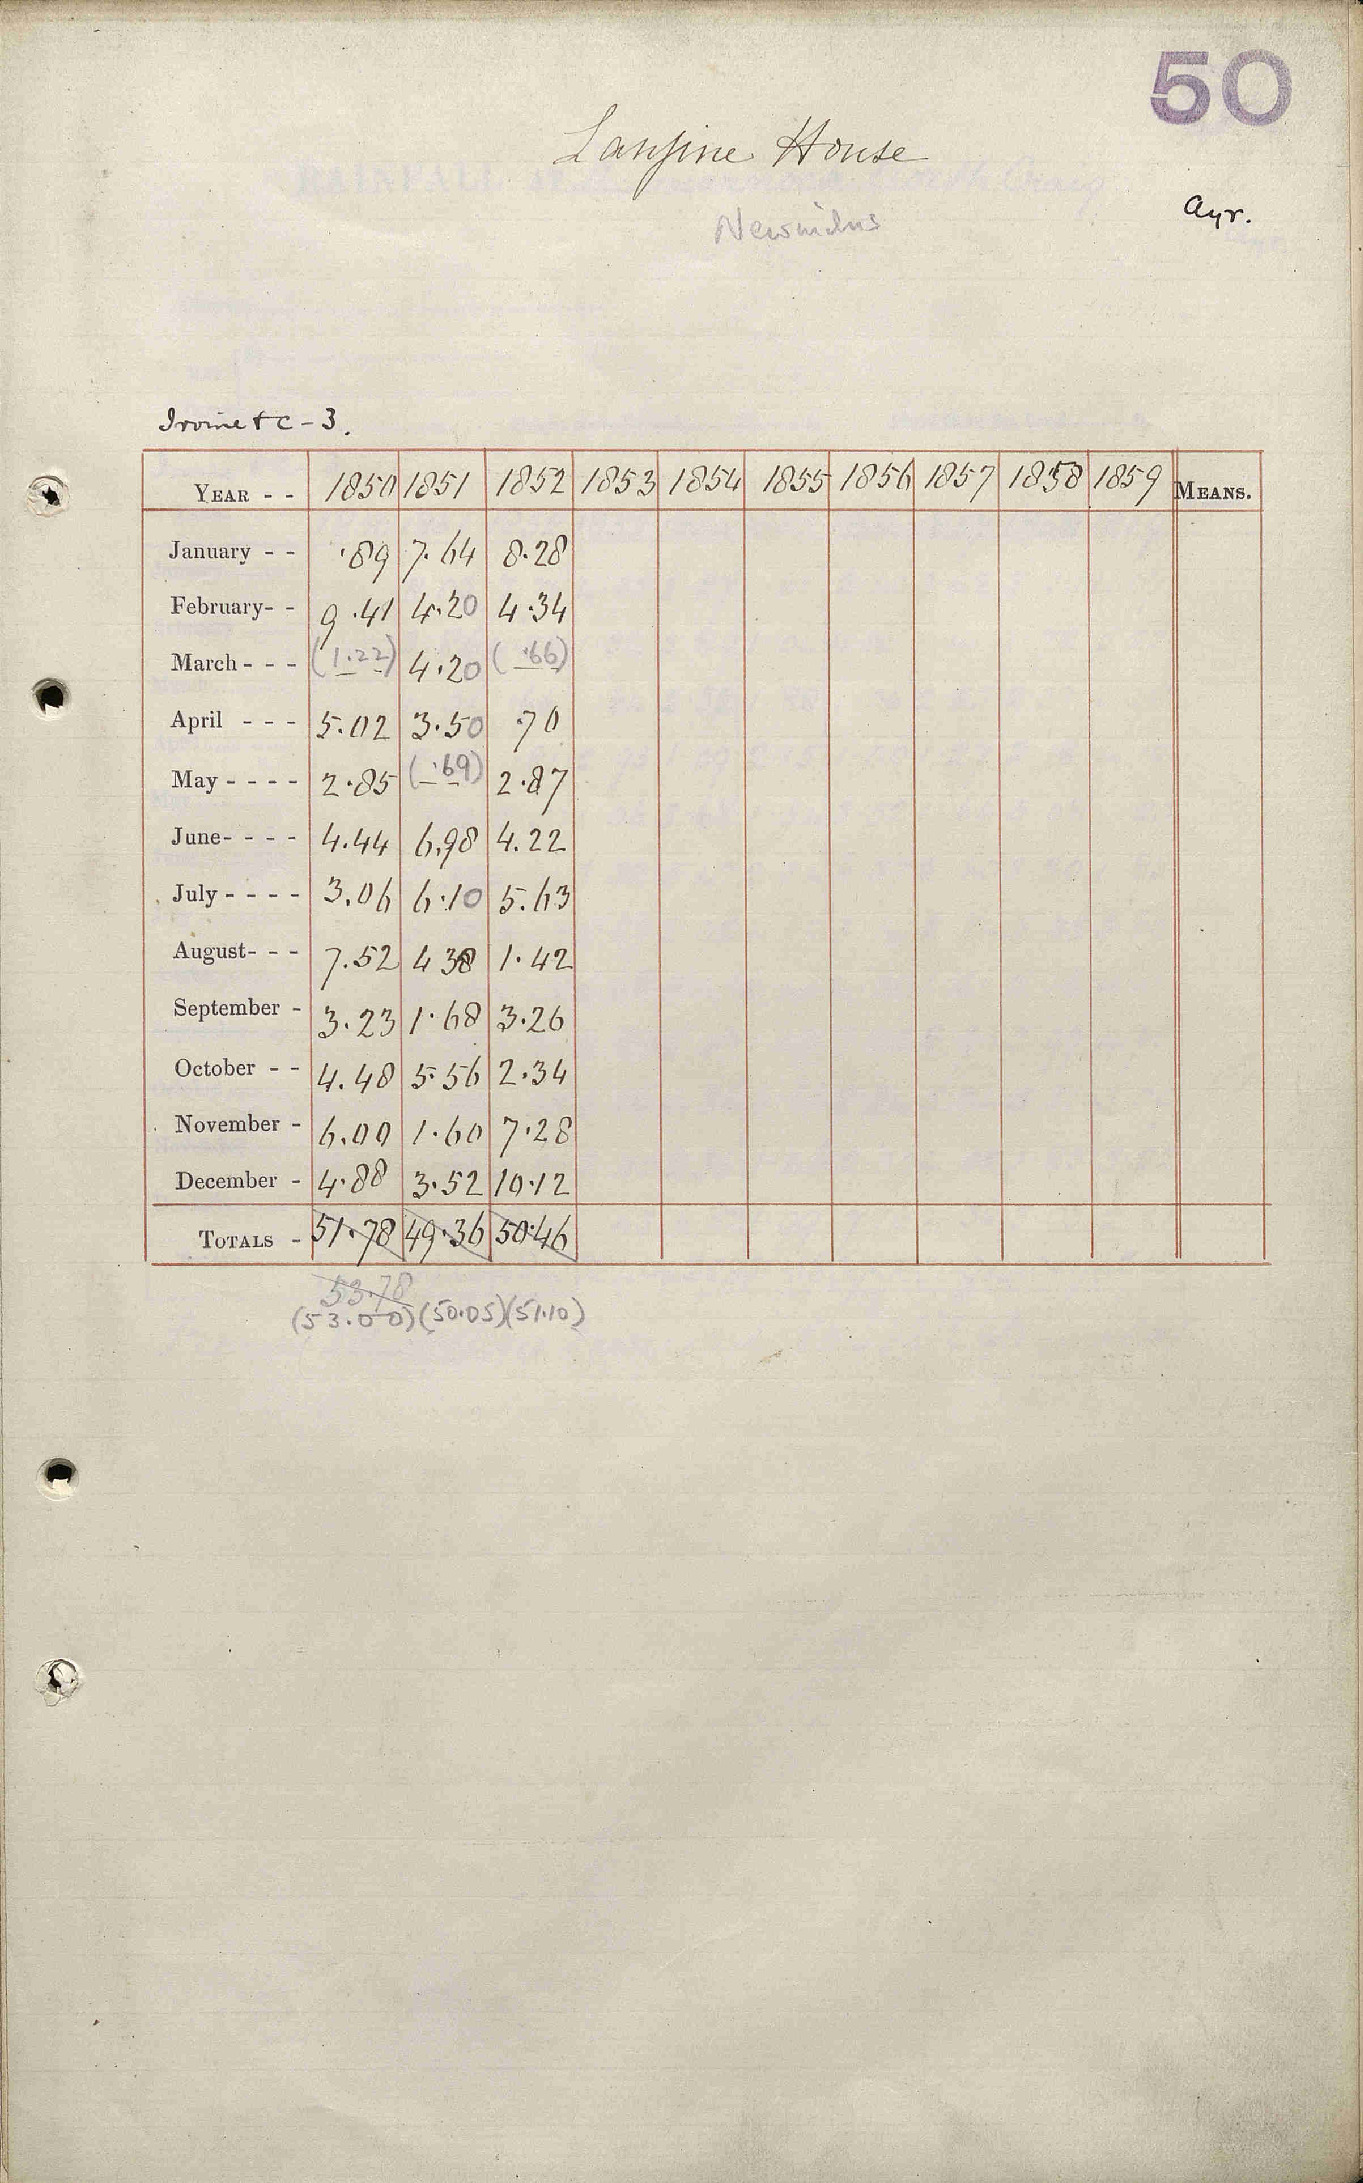 50
Lanfine House
Newmilns
Ayr.
Irvine & C - 3.
YEAR - - 1850 1851 1852 1853 1854 1855 1856 1857 1858 1859 MEANS.
January - - .89 7.64 8.28
February- - 9.41 4.20 4.34
March - - - (1.22) 4.20 (.66)
April - - - 5.02 3.50 .70
May - - - - 2.85 (.69) 2.87
June- - - - 4.44 6.98 4.22
July - - - - 3.06 6.10 5.63
August- - - 7.52 4 38 1.42
September - 3.23 1.68 3.26
October - - 4.48 5.56 2.34
November - 6.00 1.60 7.28
December - 4.88 3.52 10.12
TOTALS - 51.78 49.36 50.46
53.78
(53.00) (50.05) (51.10)